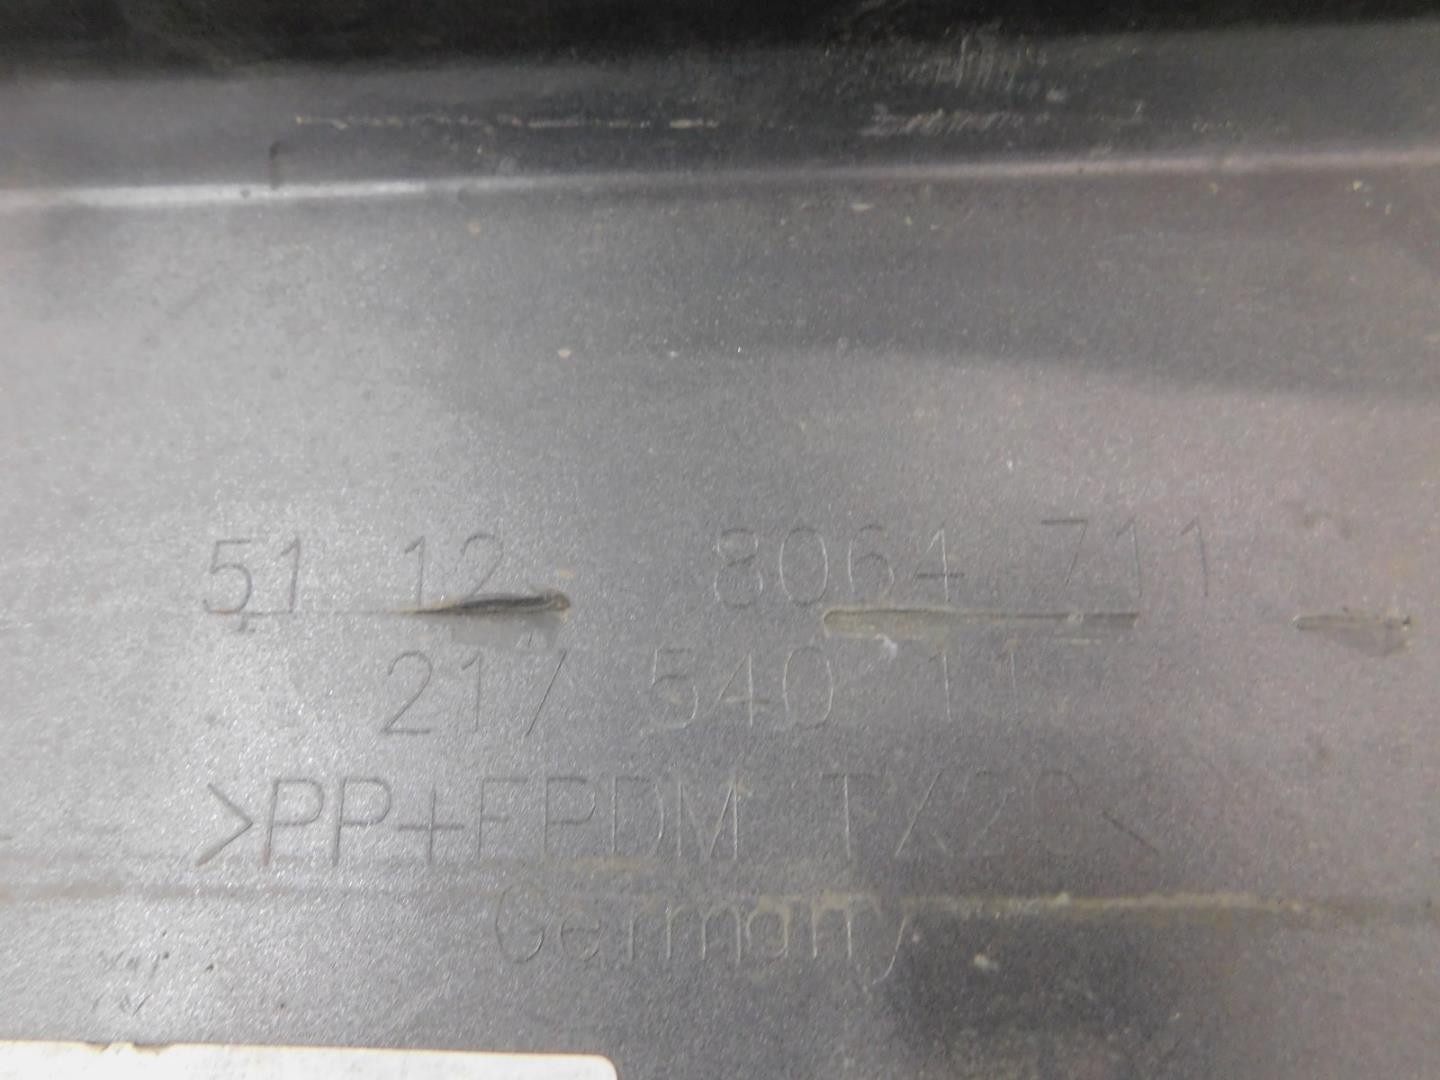 51 12 8064 711
217 540 11
>PP+EPDM TX20<
Germany